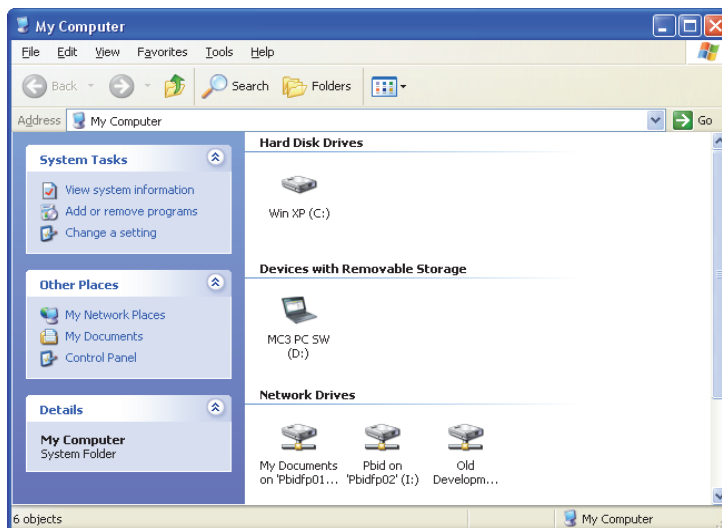 My Computer
File Edit View Favorites Tools Help
Back Search Folders
Address My Computer Go
System Tasks
View system information
Add or remove programs
Change a setting
Other Places
My Network Places
My Documents
Control Panel
Details
My Computer
System Folder
Hard Disk Drives
Win XP (C:)
Devices with Removable Storage
MC3 PC SW
(D:)
Network Drives
My Documents
on 'Pbidfp01...
Pbid on
'Pbidfp02' (I:)
Old
Developm...
6 objects
My Computer